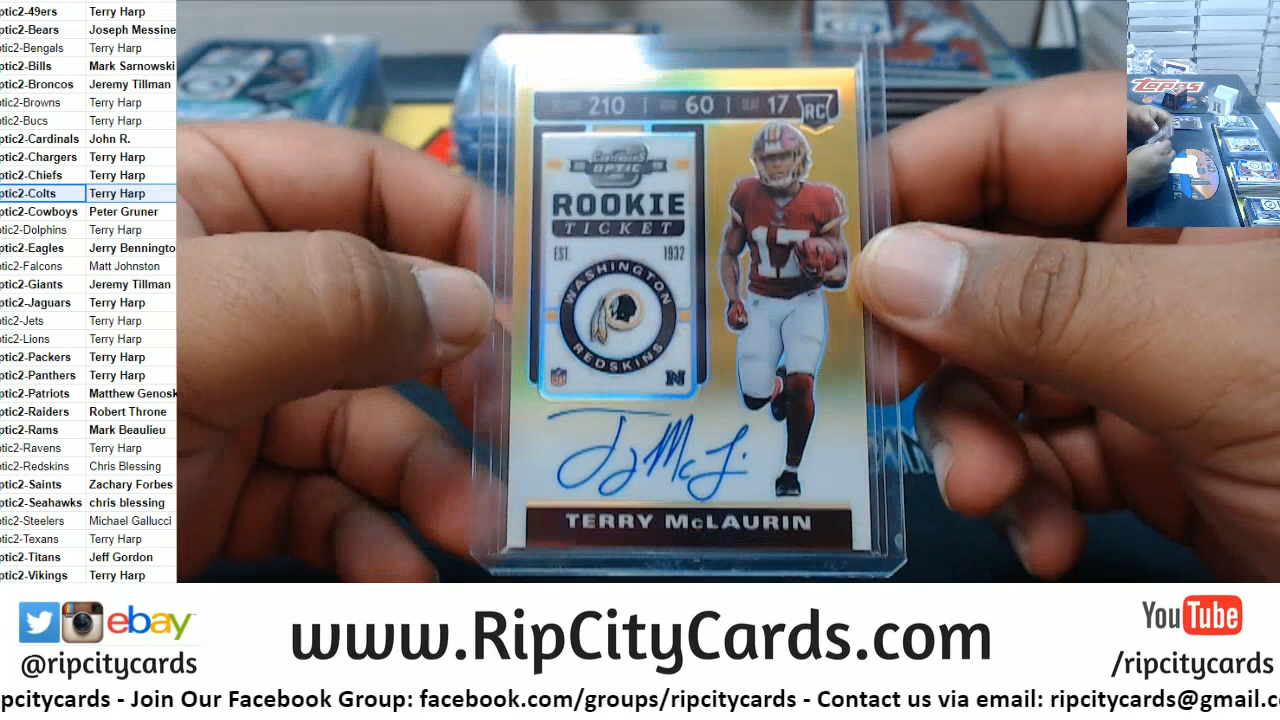 ptic2-49ers Terry Harp
ptic2-Bears Joseph Messine
ptic2-Bengals Terry Harp
ptic2-Bills Mark Sarnowski
ptic2-Broncos Jeremy Tillman
ptic2-Browns Terry Harp
ptic2-Bucs Terry Harp
ptic2-Cardinals John R.
ptic2-Chargers Terry Harp
ptic2-Chiefs Terry Harp
ptic2-Colts Terry Harp
ptic2-Cowboys Peter Gruner
ptic2-Dolphins Terry Harp
ptic2-Eagles Jerry Benningto
ptic2-Falcons Matt Johnston
ptic2-Giants Jeremy Tillman
ptic2-Jaguars Terry Harp
ptic2-Jets Terry Harp
ptic2-Lions Terry Harp
ptic2-Packers Terry Harp
ptic2-Panthers Terry Harp
ptic2-Patriots Matthew Genosk
ptic2-Raiders Robert Throne
ptic2-Rams Mark Beaulieu
ptic2-Ravens Terry Harp
ptic2-Redskins Chris Blessing
ptic2-Saints Zachary Forbes
ptic2-Seahawks chris blessing
ptic2-Steelers Michael Gallucci
ptic2-Texans Terry Harp
ptic2-Titans Jeff Gordon
ptic2-Vikings Terry Harp
210 | 60 | SEAT 17 RC
CONTENDERS
OPTIC
ROOKIE
TICKET
EST. 1932
WASHINGTON
REDSKINS
NFL N
17
TERRY McLAURIN
Topps
ebay
@ripcitycards
www.RipCityCards.com
YouTube
/ripcitycards
ipcitycards - Join Our Facebook Group: facebook.com/groups/ripcitycards - Contact us via email: ripcitycards@gmail.c